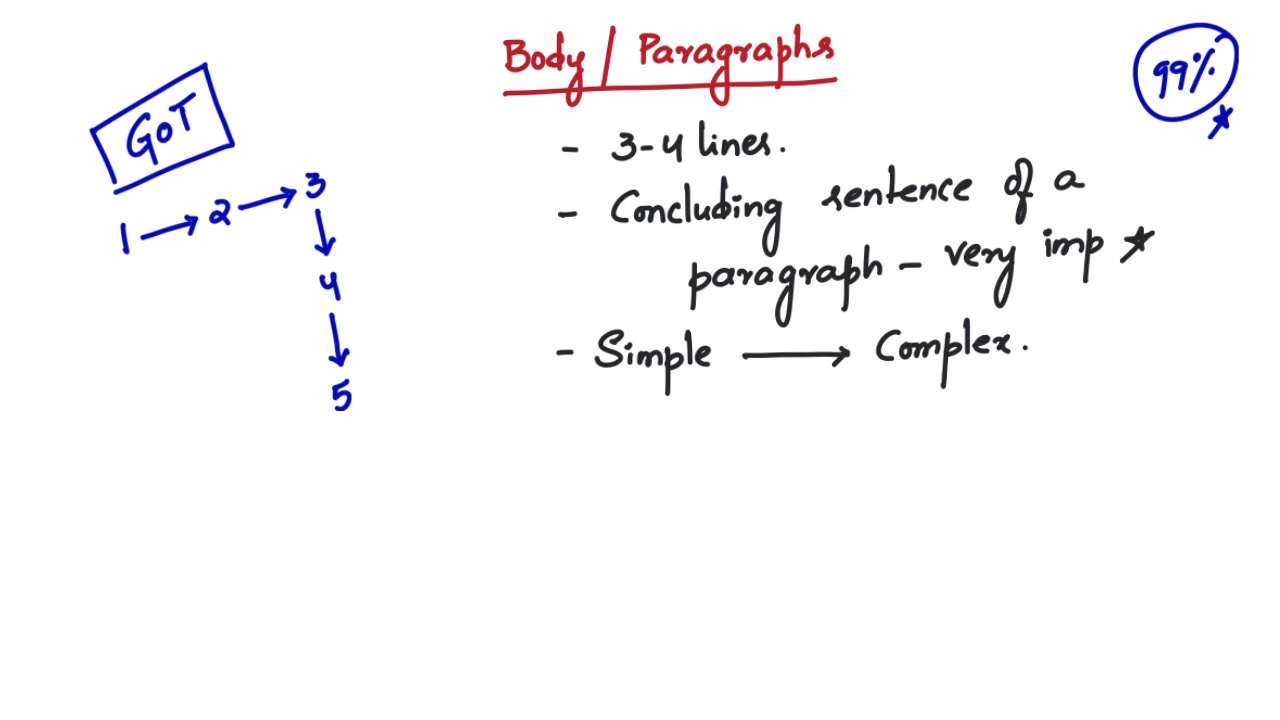 Body / Paragraphs
99%
GoT
- 3-4 lines.
- Concluding sentence of a
paragraph - very imp ★
- Simple → Complex.
1 → 2 → 3
↓
4
↓
5